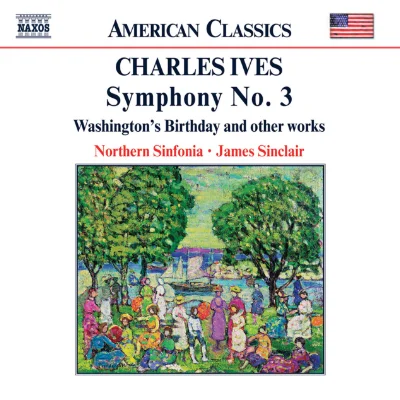 NAXOS
AMERICAN CLASSICS
CHARLES IVES
Symphony No. 3
Washington's Birthday and other works
Northern Sinfonia • James Sinclair